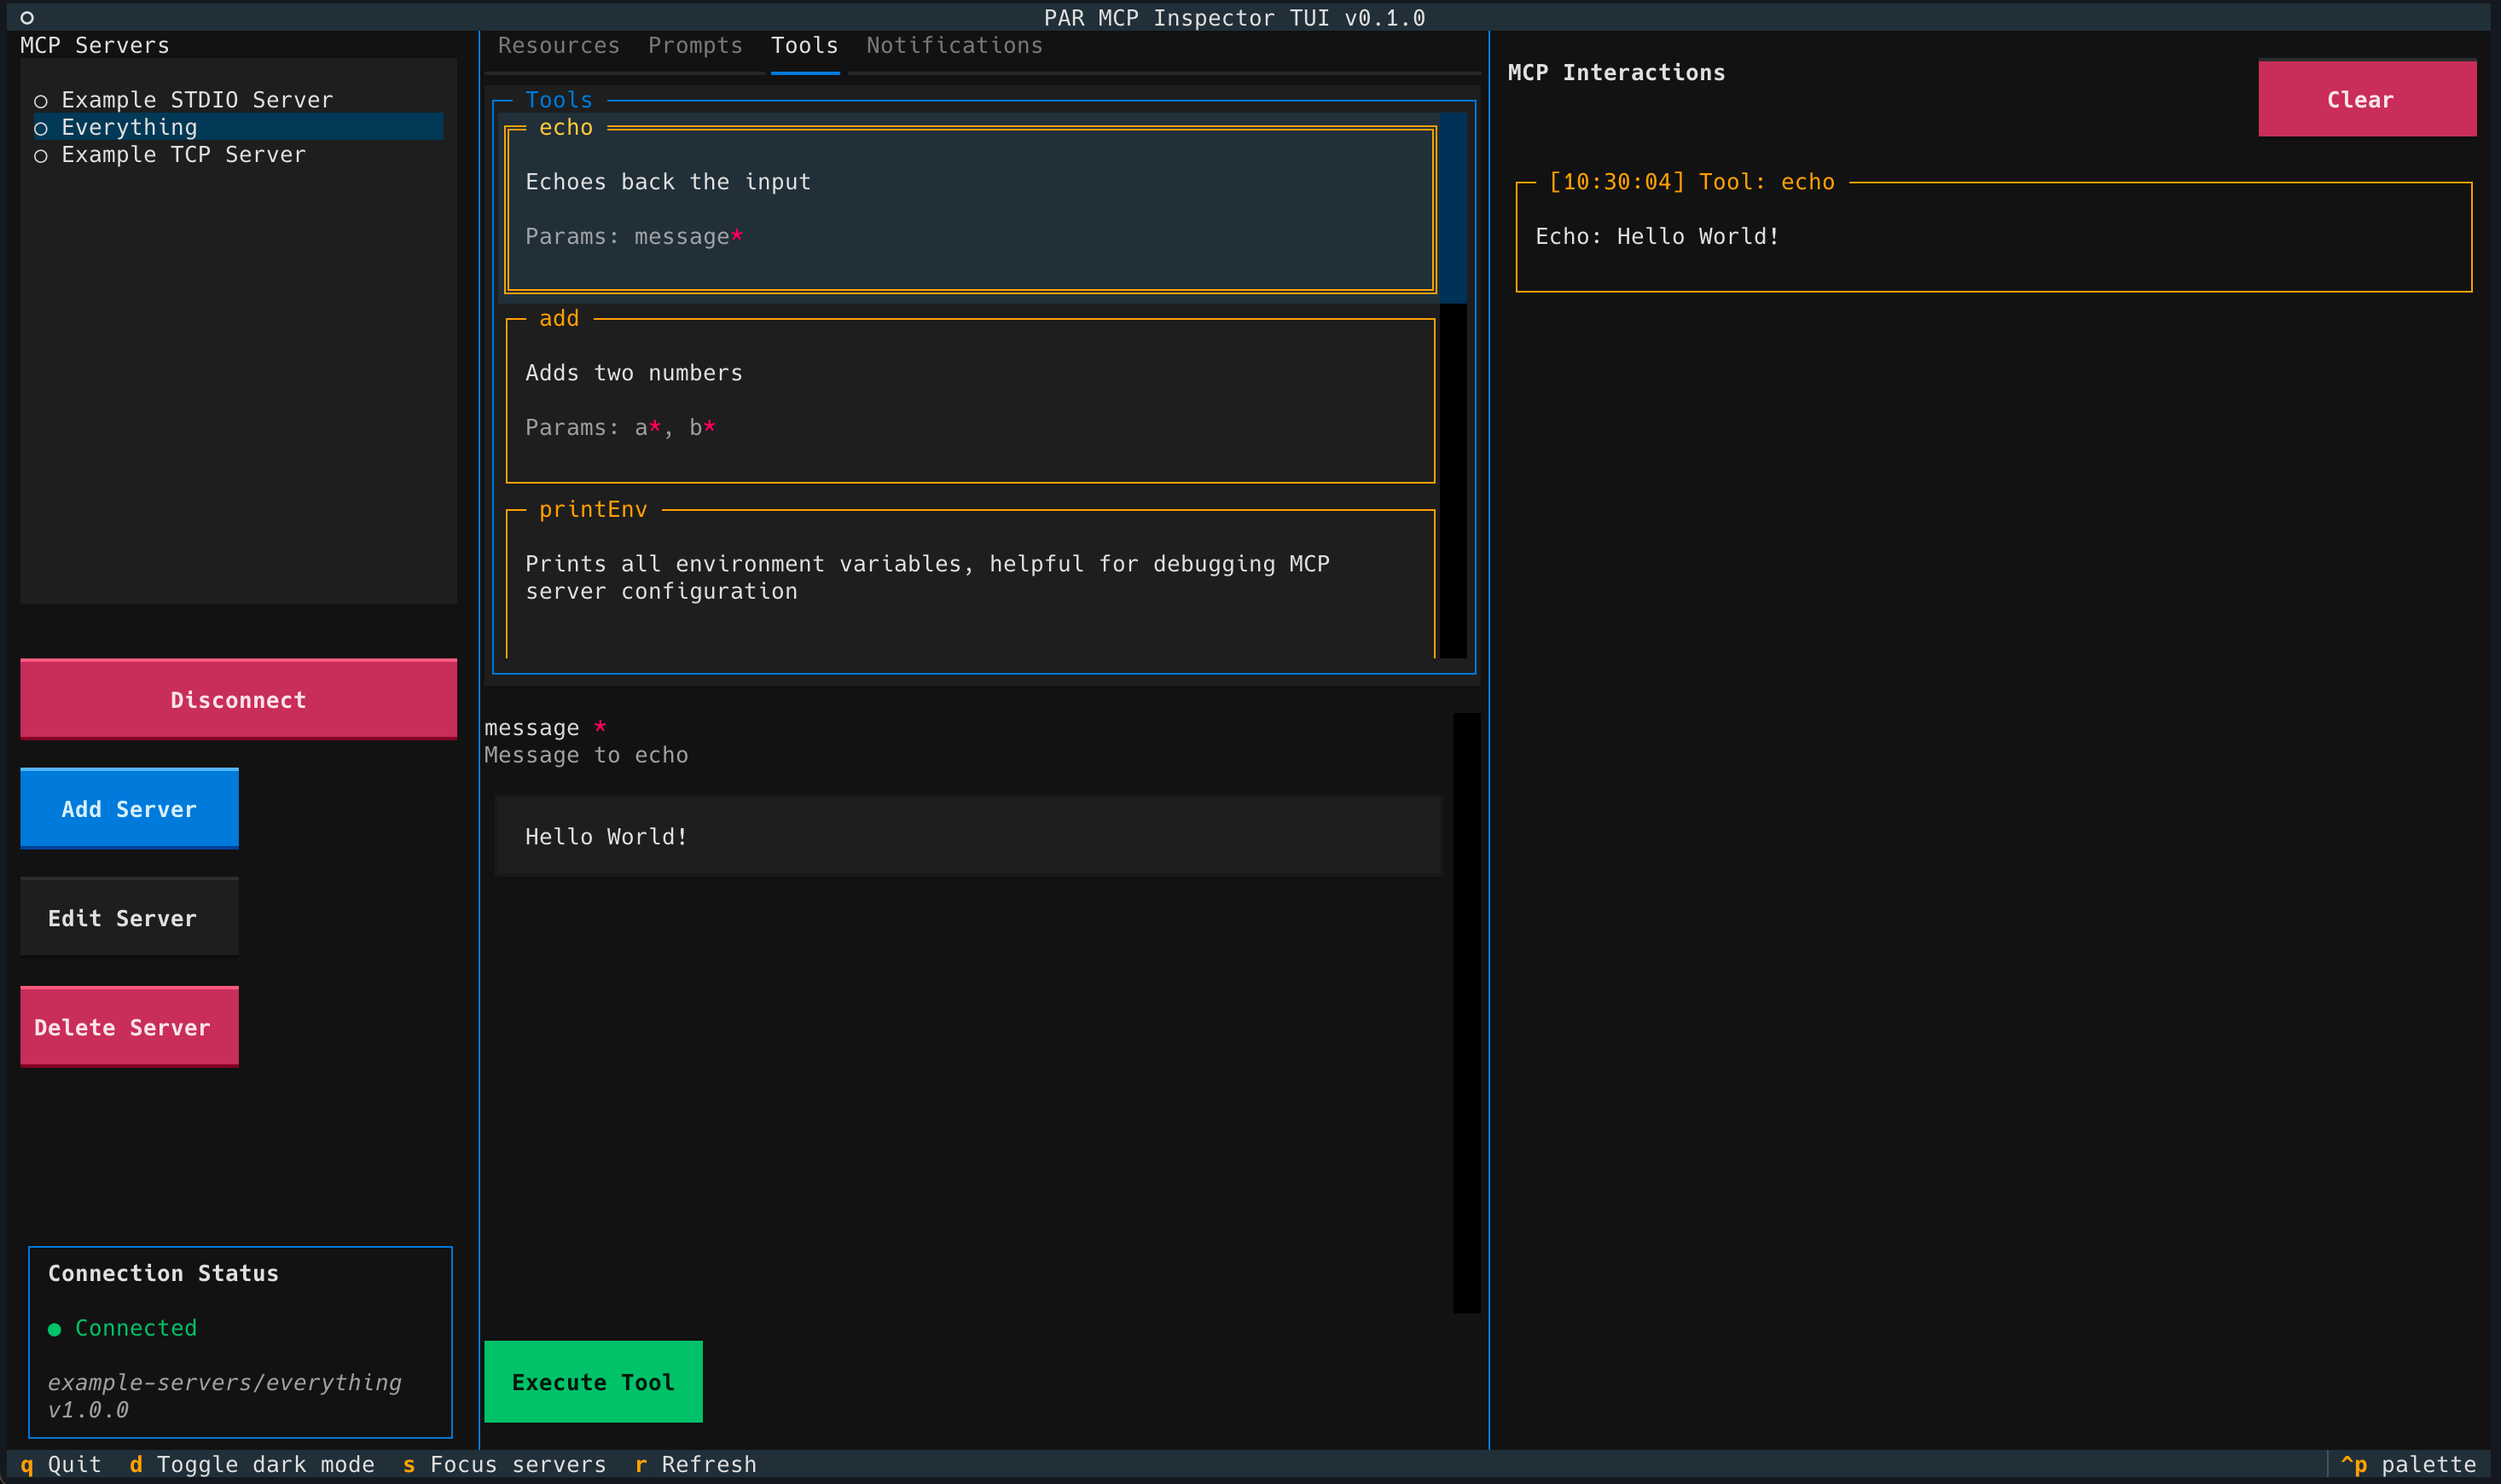 PAR MCP Inspector TUI v0.1.0
MCP Servers
○ Example STDIO Server
○ Everything
○ Example TCP Server
Disconnect
Add Server
Edit Server
Delete Server
Connection Status
● Connected
example-servers/everything
v1.0.0
Resources Prompts Tools Notifications
Tools
echo
Echoes back the input
Params: message*
add
Adds two numbers
Params: a*, b*
printEnv
Prints all environment variables, helpful for debugging MCP
server configuration
message *
Message to echo
Hello World!
Execute Tool
MCP Interactions
Clear
[10:30:04] Tool: echo
Echo: Hello World!
q Quit d Toggle dark mode s Focus servers r Refresh ^p palette